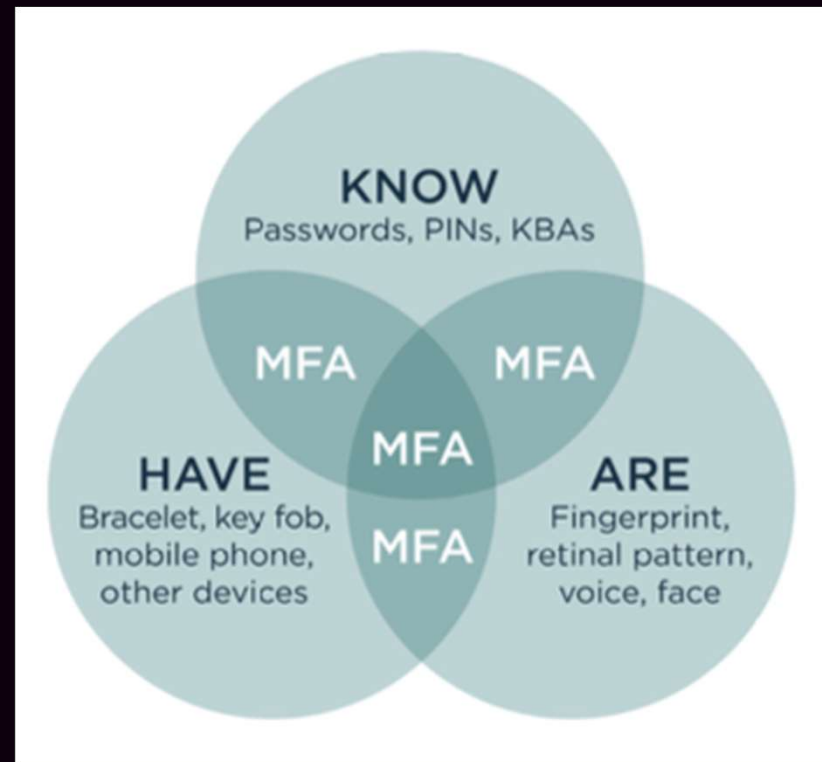 KNOW
Passwords, PINs, KBAs
MFA
MFA
MFA
HAVE
Bracelet, key fob,
mobile phone,
other devices
ARE
Fingerprint,
retinal pattern,
voice, face
MFA